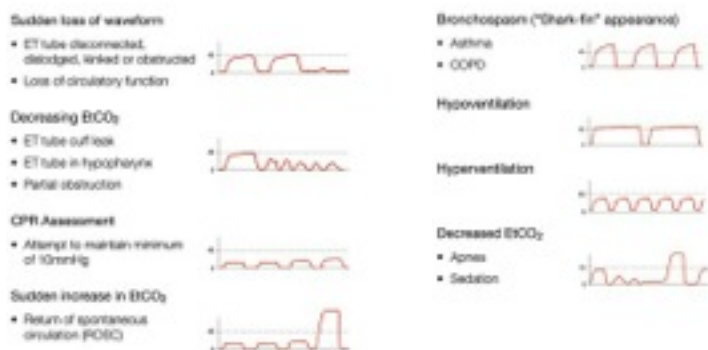 Sudden loss of waveform
• ET tube disconnected,
dislodged, kinked or obstructed
• Loss of circulatory function
Decreasing EtCO₂
• ET tube cuff leak
• ET tube in hypopharynx
• Partial obstruction
CPR Assessment
• Attempt to maintain minimum
of 10mmHg
Sudden increase in EtCO₂
• Return of spontaneous
circulation (ROSC)
Bronchospasm ("Shark-fin" appearance)
• Asthma
• COPD
Hypoventilation
Hyperventilation
Decreased EtCO₂
• Apnea
• Sedation